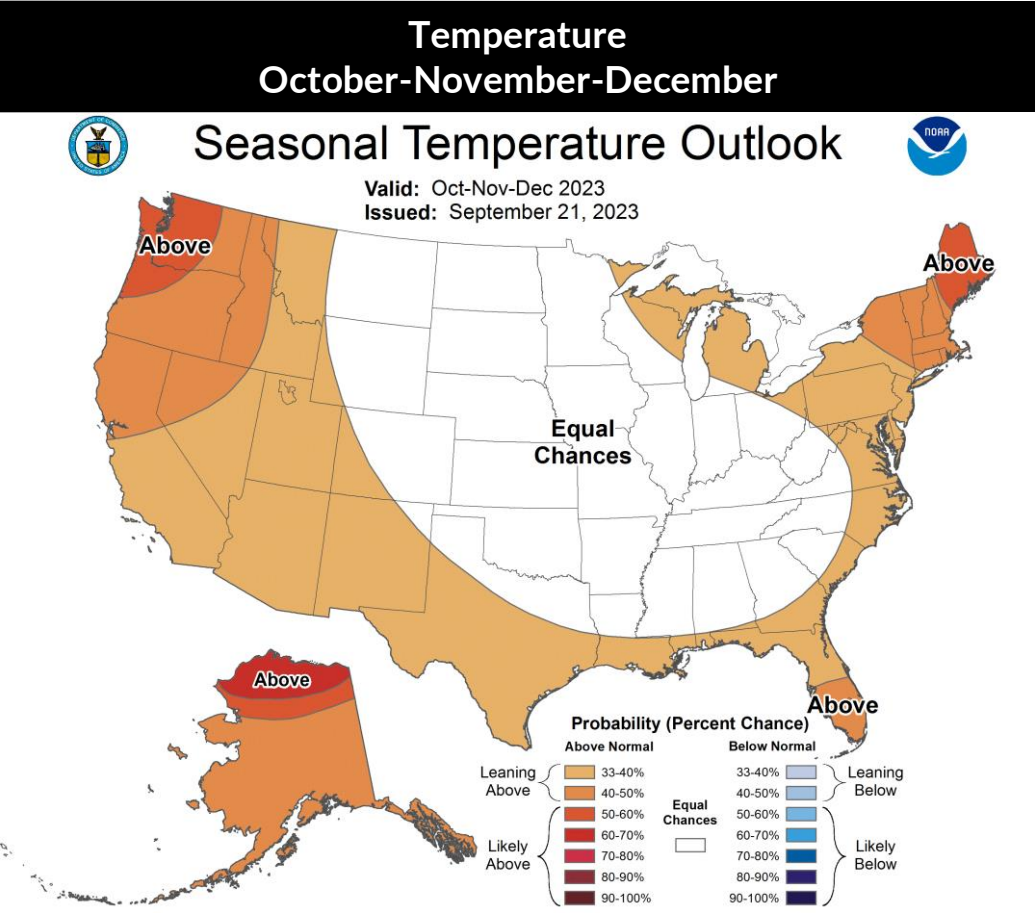 Temperature
October-November-December
Seasonal Temperature Outlook
NOAA
Valid: Oct-Nov-Dec 2023
Issued: September 21, 2023
Above
Above
Equal
Chances
Above
Above
Probability (Percent Chance)
Above Normal
Below Normal
Leaning
Above
33-40%
40-50%
Likely
Above
50-60%
60-70%
70-80%
80-90%
90-100%
Equal
Chances
33-40%
40-50%
Leaning
Below
50-60%
60-70%
70-80%
80-90%
90-100%
Likely
Below